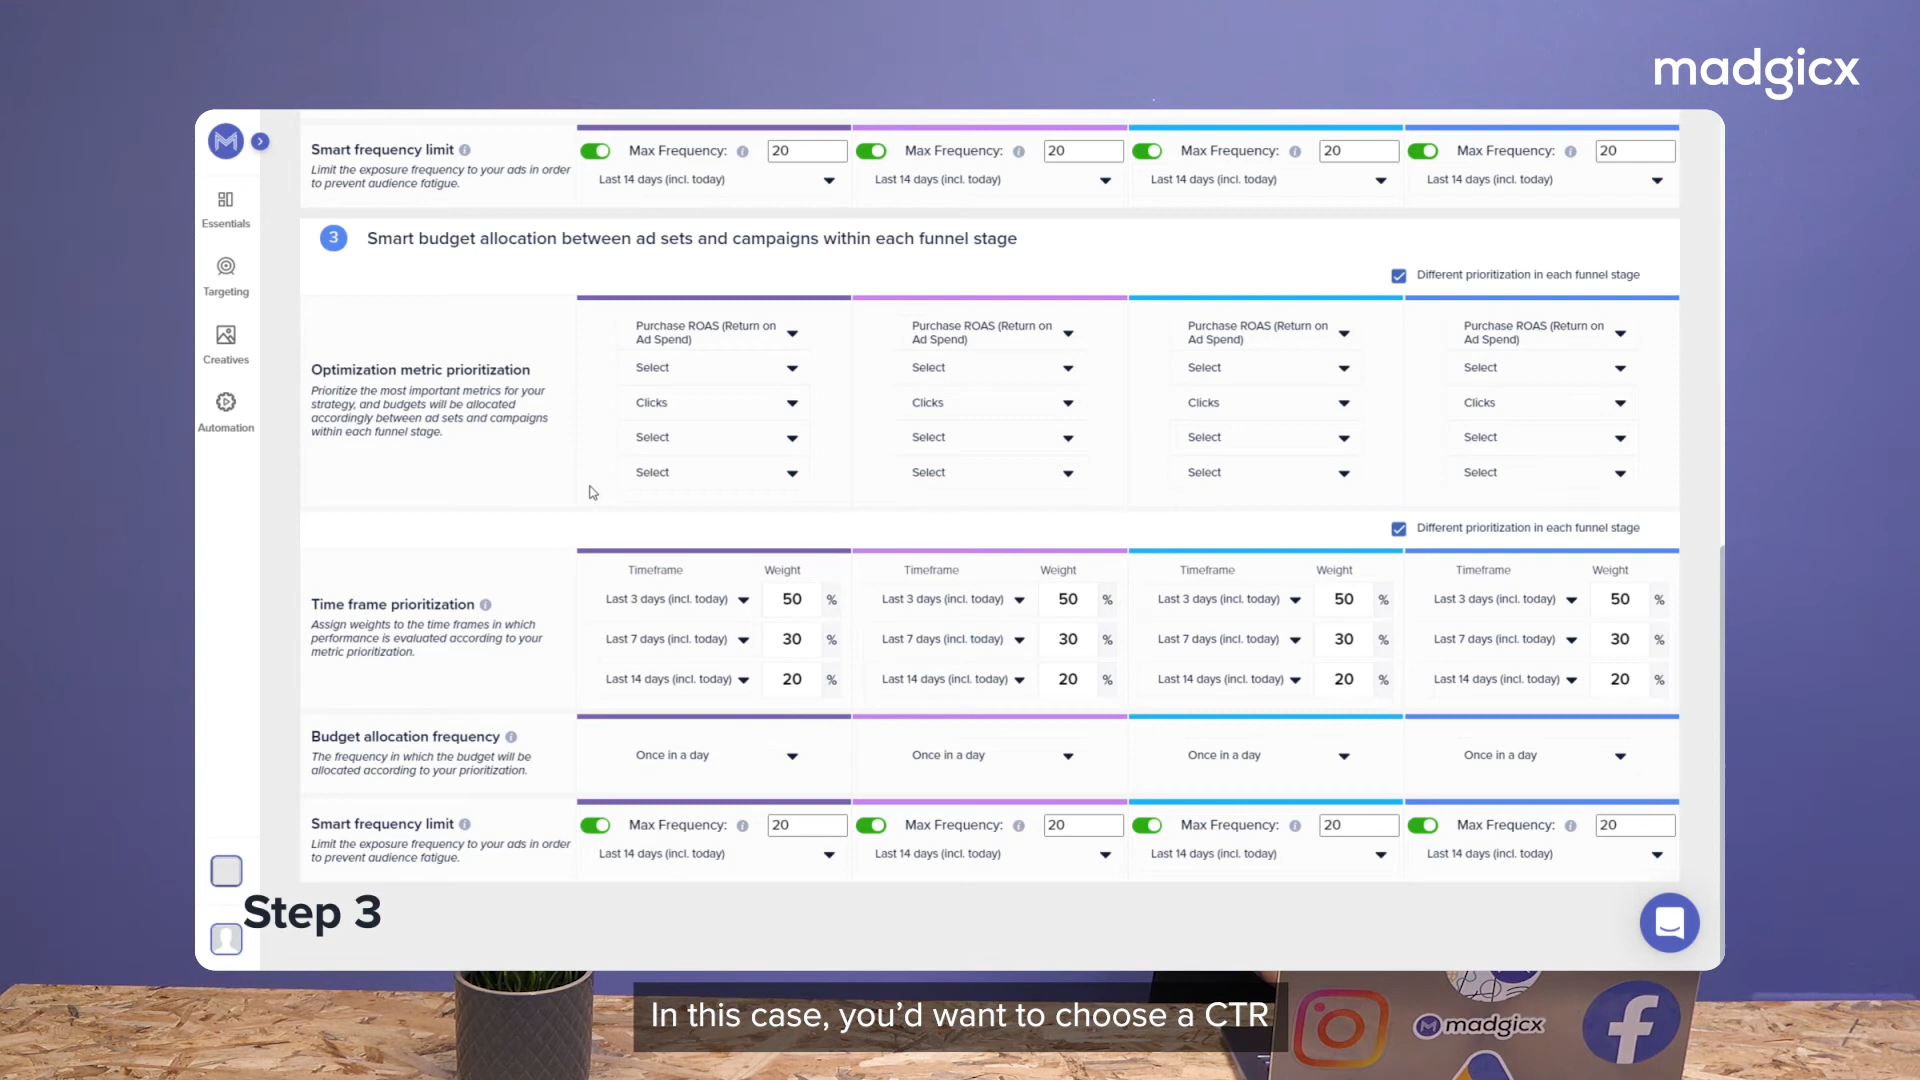 madgicx
Smart frequency limit
Limit the exposure frequency to your ads in order
to prevent audience fatigue.
Max Frequency: 20
Last 14 days (incl. today)
Max Frequency: 20
Last 14 days (incl. today)
Max Frequency: 20
Last 14 days (incl. today)
Max Frequency: 20
Last 14 days (incl. today)
Essentials
Targeting
Creatives
Automation
3 Smart budget allocation between ad sets and campaigns within each funnel stage
Different prioritization in each funnel stage
Optimization metric prioritization
Prioritize the most important metrics for your
strategy, and budgets will be allocated
accordingly between ad sets and campaigns
within each funnel stage.
Purchase ROAS (Return on
Ad Spend)
Select
Clicks
Select
Select
Purchase ROAS (Return on
Ad Spend)
Select
Clicks
Select
Select
Purchase ROAS (Return on
Ad Spend)
Select
Clicks
Select
Select
Purchase ROAS (Return on
Ad Spend)
Select
Clicks
Select
Select
Different prioritization in each funnel stage
Time frame prioritization
Assign weights to the time frames in which
performance is evaluated according to your
metric prioritization.
Timeframe Weight
Last 3 days (incl. today) 50 %
Last 7 days (incl. today) 30 %
Last 14 days (incl. today) 20 %
Timeframe Weight
Last 3 days (incl. today) 50 %
Last 7 days (incl. today) 30 %
Last 14 days (incl. today) 20 %
Timeframe Weight
Last 3 days (incl. today) 50 %
Last 7 days (incl. today) 30 %
Last 14 days (incl. today) 20 %
Timeframe Weight
Last 3 days (incl. today) 50 %
Last 7 days (incl. today) 30 %
Last 14 days (incl. today) 20 %
Budget allocation frequency
The frequency in which the budget will be
allocated according to your prioritization.
Once in a day
Once in a day
Once in a day
Once in a day
Smart frequency limit
Limit the exposure frequency to your ads in order
to prevent audience fatigue.
Max Frequency: 20
Last 14 days (incl. today)
Max Frequency: 20
Last 14 days (incl. today)
Max Frequency: 20
Last 14 days (incl. today)
Max Frequency: 20
Last 14 days (incl. today)
Step 3
In this case, you'd want to choose a CTR
madgicx